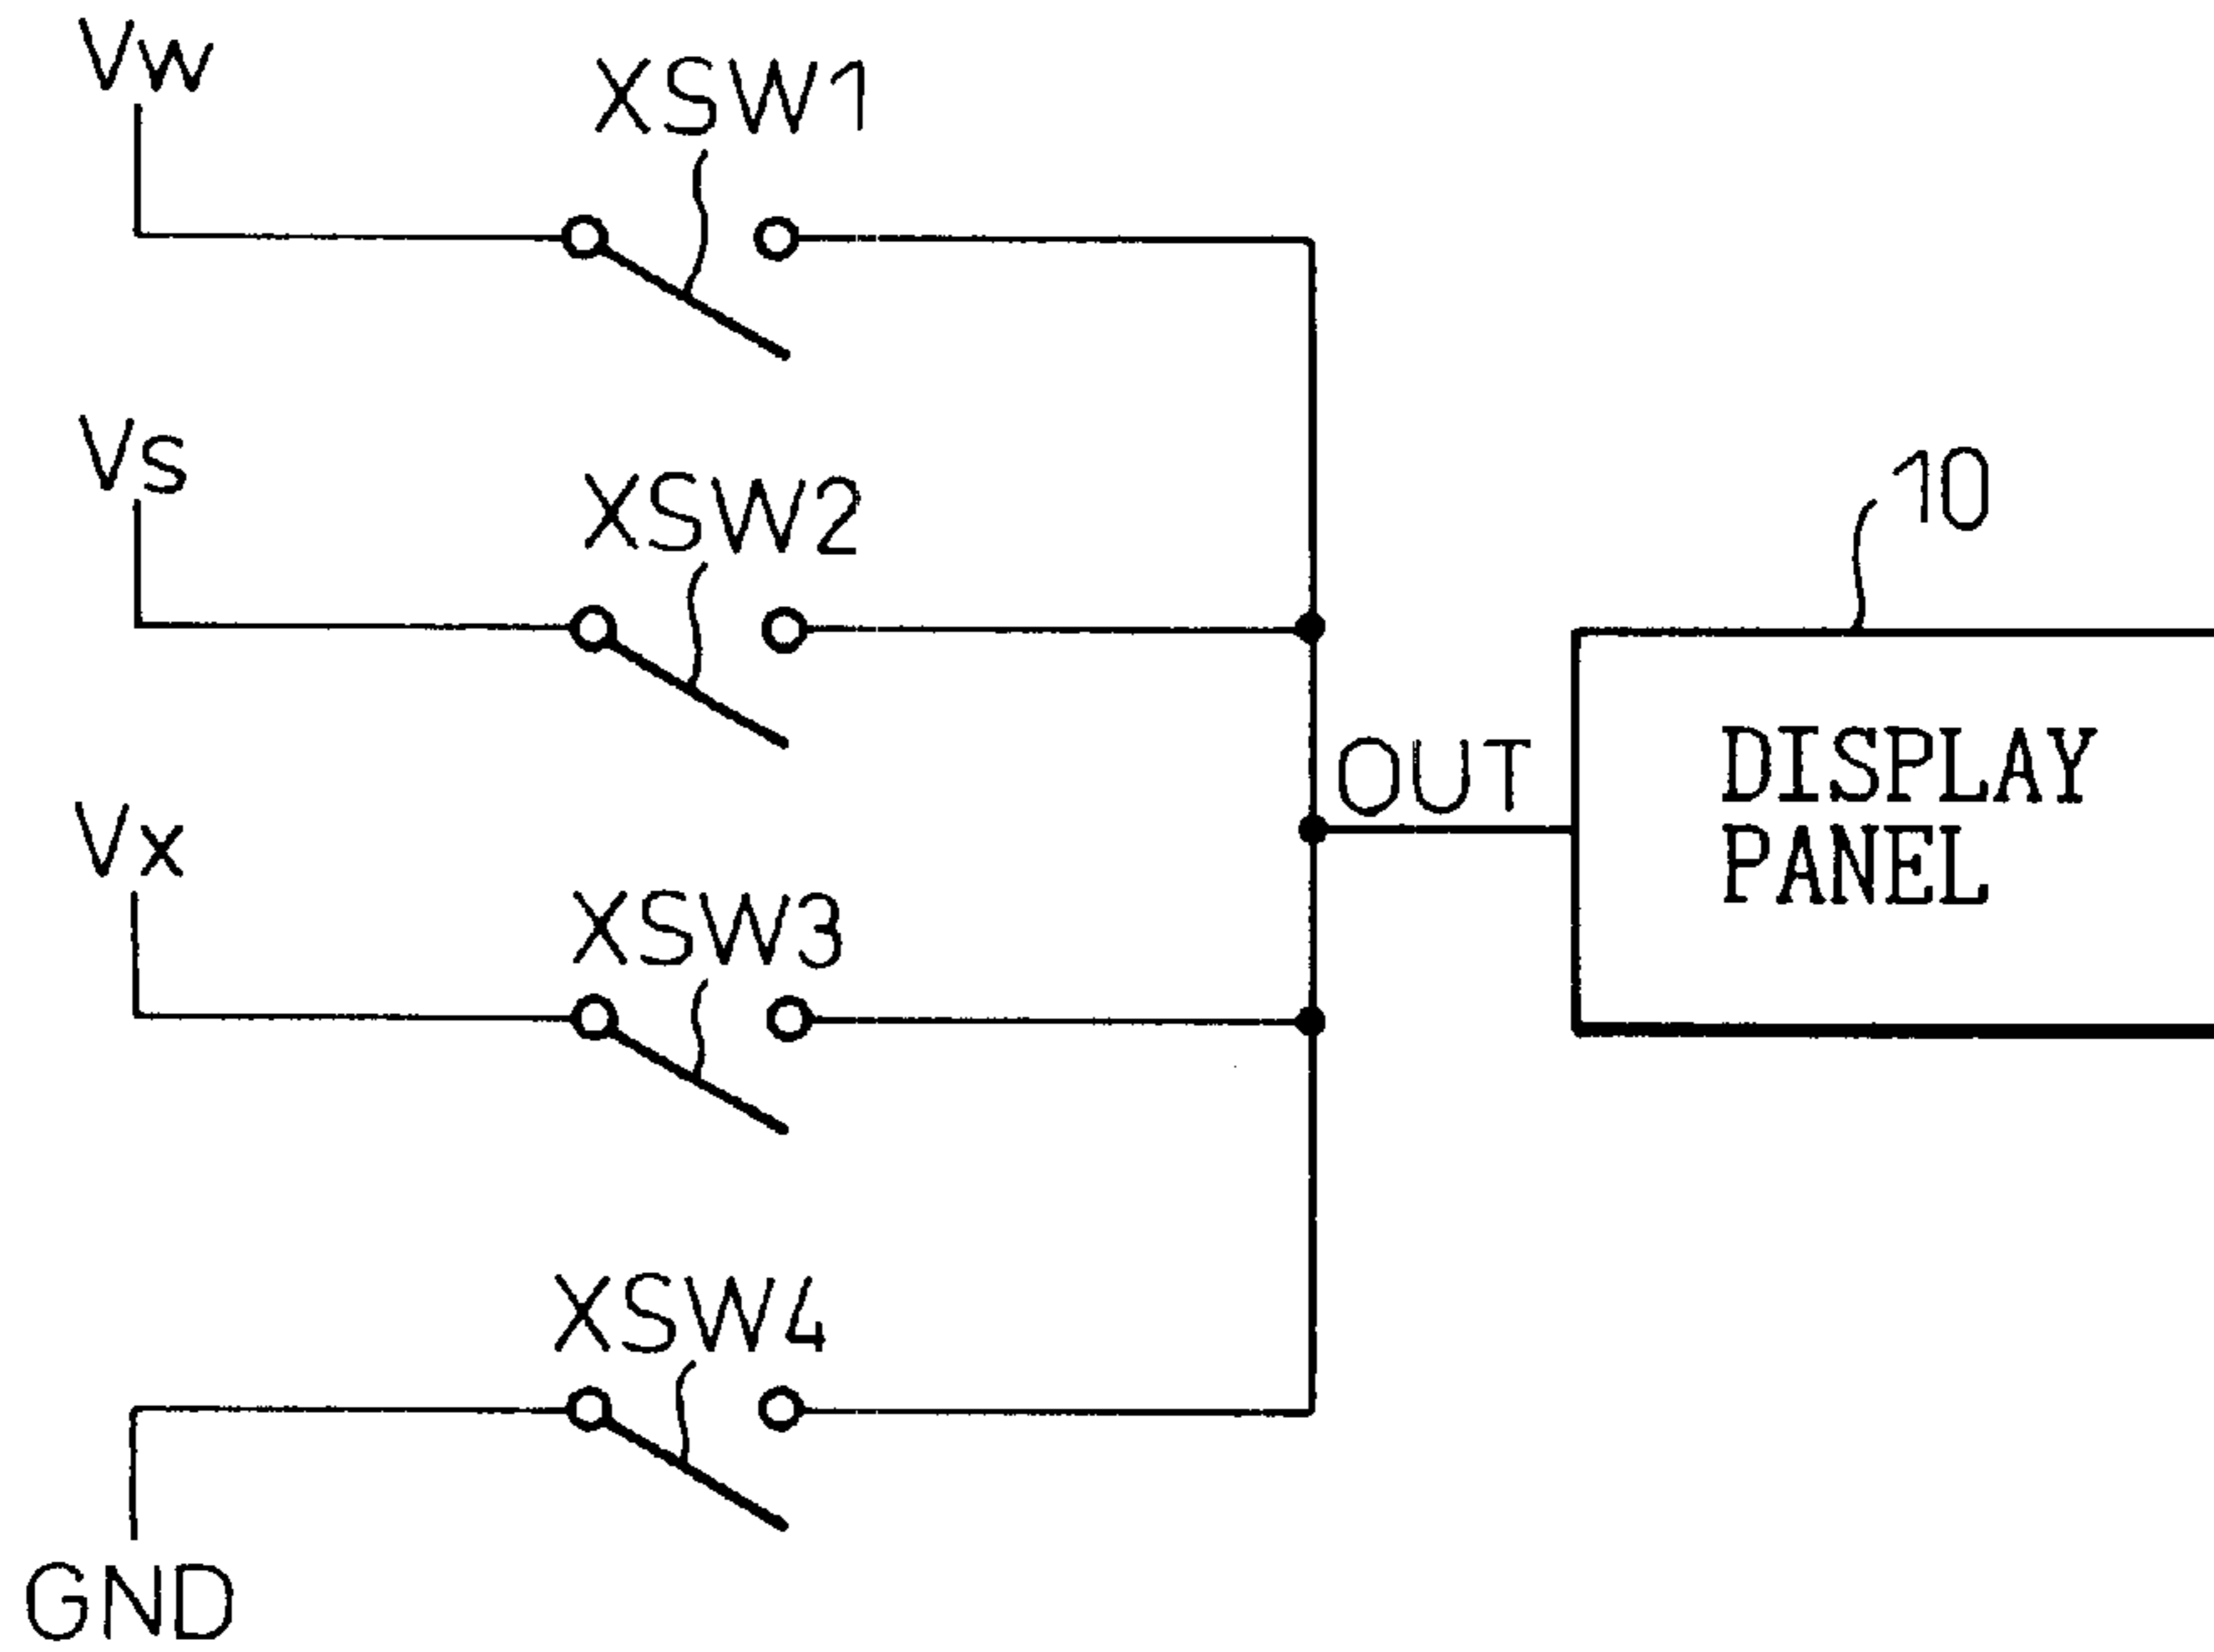 Vw
XSW1
Vs
XSW2
10
OUT
DISPLAY
PANEL
Vx
XSW3
XSW4
GND